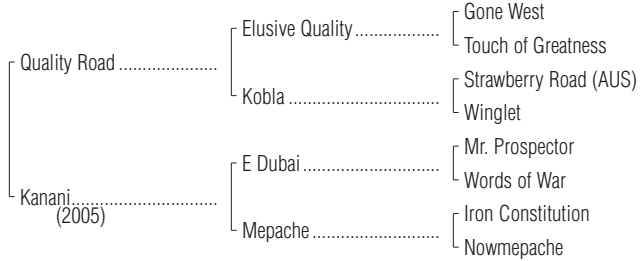 Gone West
Elusive Quality
Touch of Greatness
Quality Road
Strawberry Road (AUS)
Kobla
Winglet
Mr. Prospector
E Dubai
Words of War
Kanani
(2005)
Iron Constitution
Mepache
Nowmepache